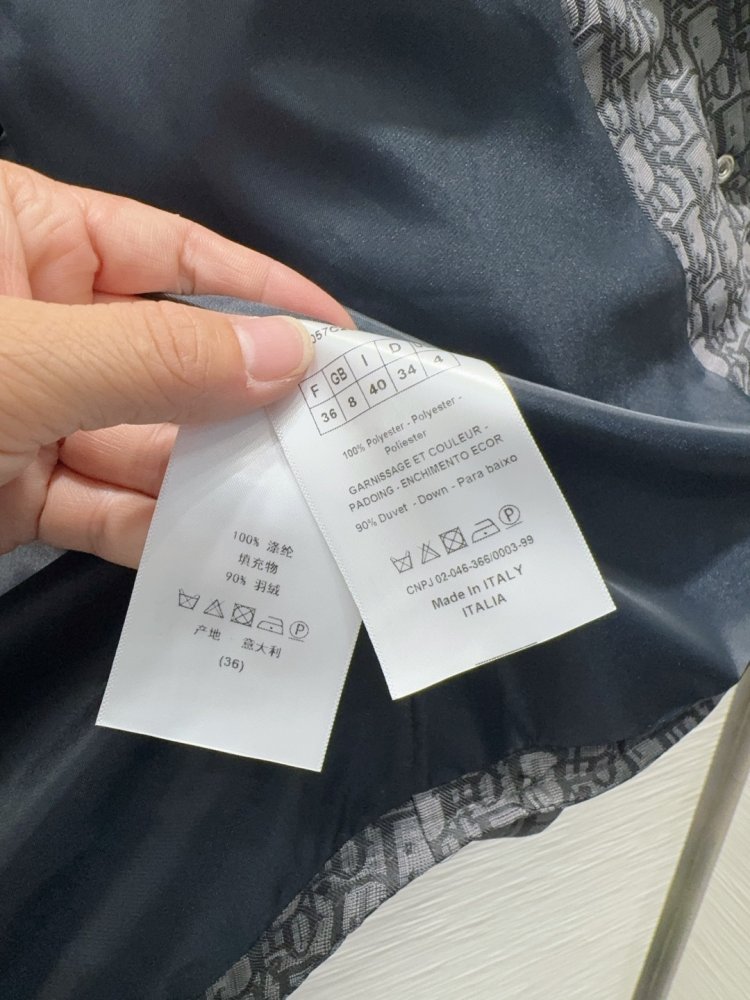 057C
F GB I D
36 8 40 34 4
100% Polyester - Polyester -
Poliester
GARNISSAGE ET COULEUR -
PADOING - ENCHIMENTO ECOR
90% Duvet - Down - Para baixo
P
CNPJ 02-046-366/0003-99
Made In ITALY
ITALIA
100% 涤纶
填充物
90% 羽绒
P
产地 意大利
(36)